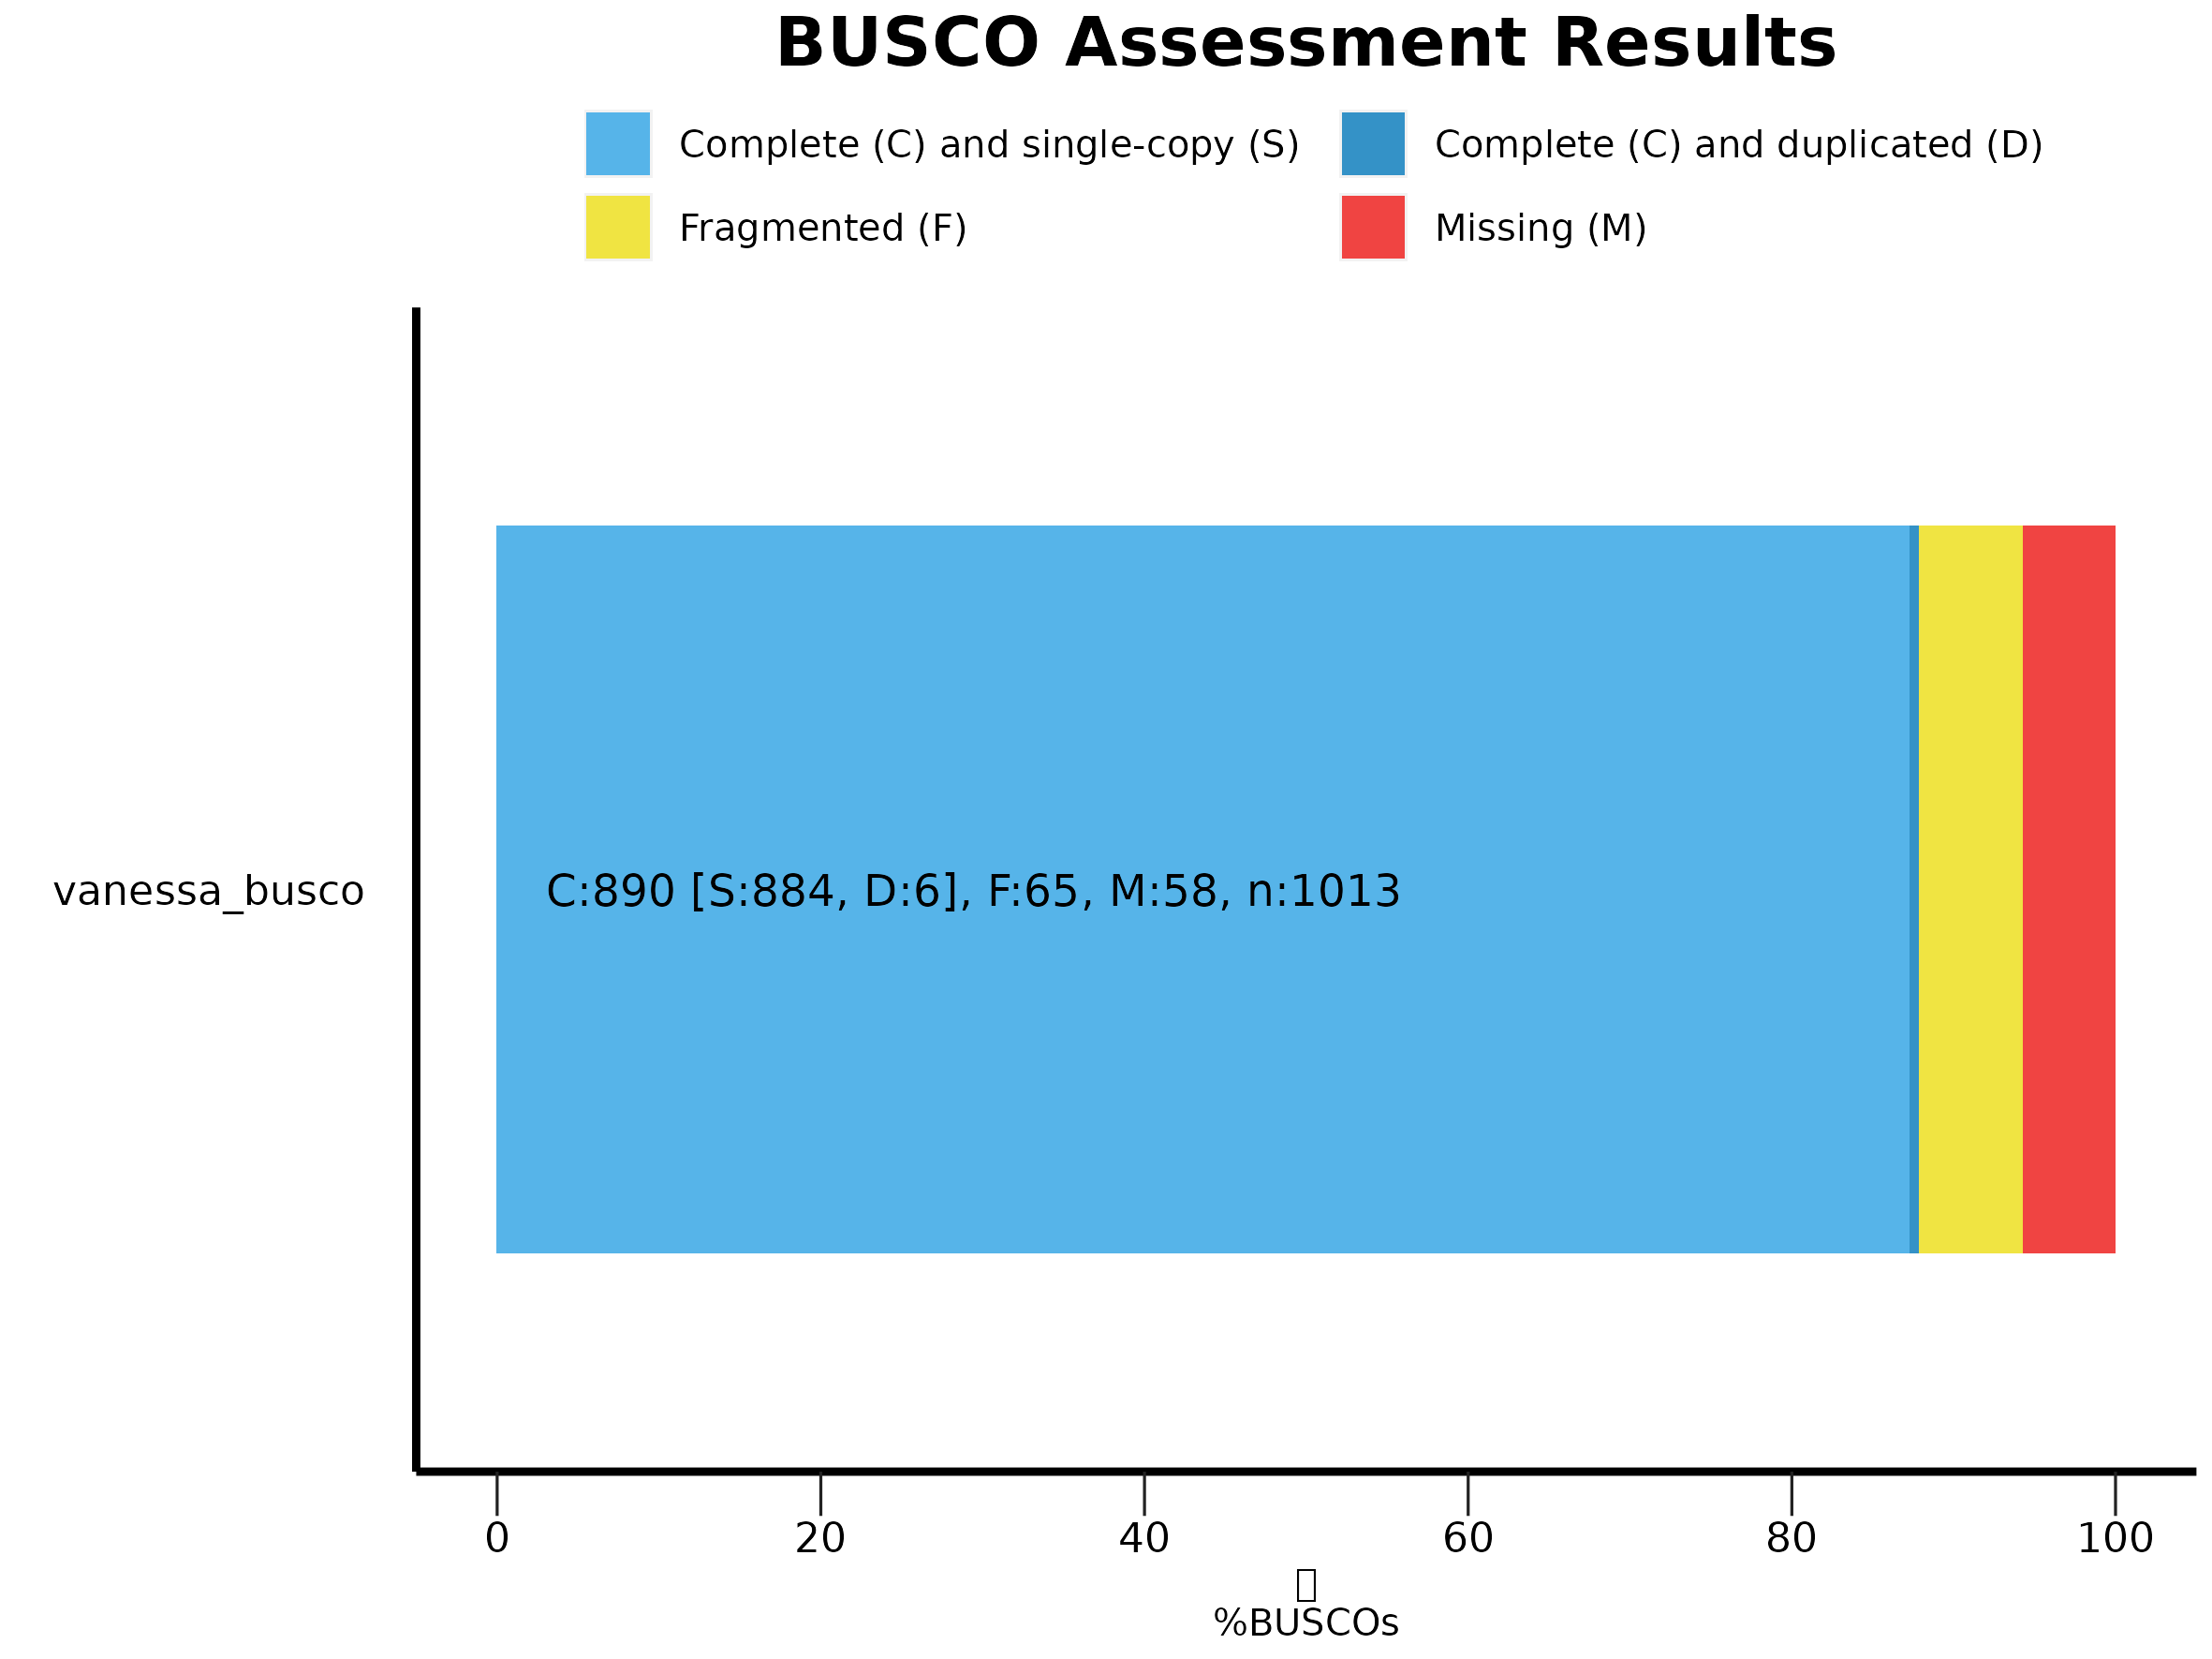 BUSCO Assessment Results
Complete (C) and single-copy (S) Complete (C) and duplicated (D)
Fragmented (F) Missing (M)
vanessa_busco C:890 [S:884, D:6], F:65, M:58, n:1013
0 20 40 60 80 100
%BUSCOs